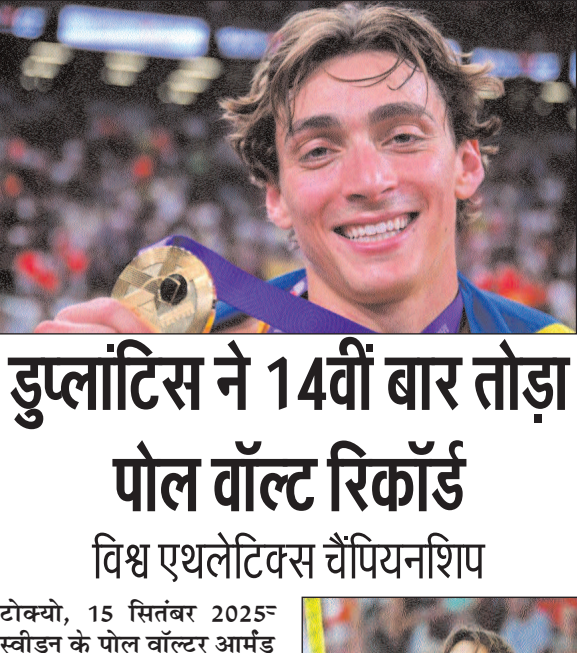 डुप्लांटिस ने 14वीं बार तोड़ा
पोल वॉल्ट रिकॉर्ड
विश्व एथलेटिक्स चैंपियनशिप
टोक्यो, 15 सितंबर 2025-
स्वीडन के पोल वॉल्टर आर्मंड